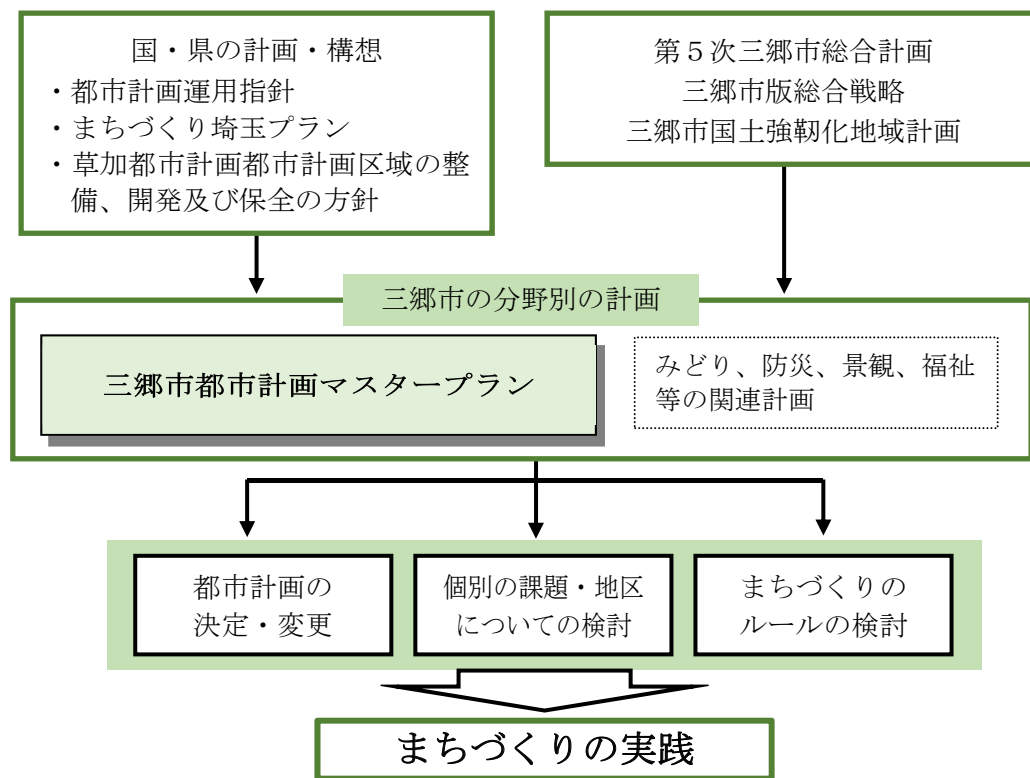 国・県の計画・構想
・都市計画運用指針
・まちづくり埼玉プラン
・草加都市計画都市計画区域の整
備、開発及び保全の方針
第５次三郷市総合計画
三郷市版総合戦略
三郷市国土強靭化地域計画
三郷市の分野別の計画
三郷市都市計画マスタープラン
みどり、防災、景観、福祉
等の関連計画
都市計画の
決定・変更
個別の課題・地区
についての検討
まちづくりの
ルールの検討
まちづくりの実践